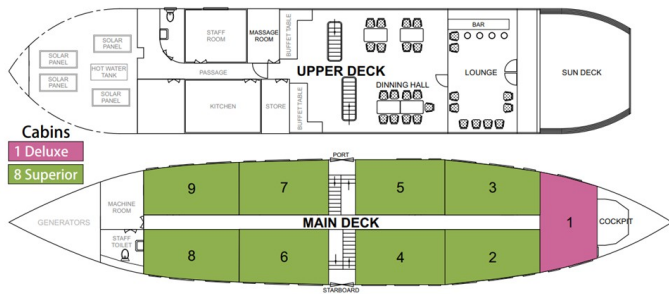 SOLAR
PANEL
SOLAR
PANEL
SOLAR
PANEL
SOLAR
PANEL
HOT WATER
TANK
STAFF
ROOM
MASSAGE
ROOM
BUFFET TABLE
PASSAGE
KITCHEN
STORE
BUFFET TABLE
UPPER DECK
DINNING HALL
BAR
LOUNGE
SUN DECK
Cabins
1 Deluxe
8 Superior
PORT
GENERATORS
MACHINE
ROOM
STAFF
TOILET
9
7
5
3
MAIN DECK
1
COCKPIT
8
6
4
2
STARBOARD